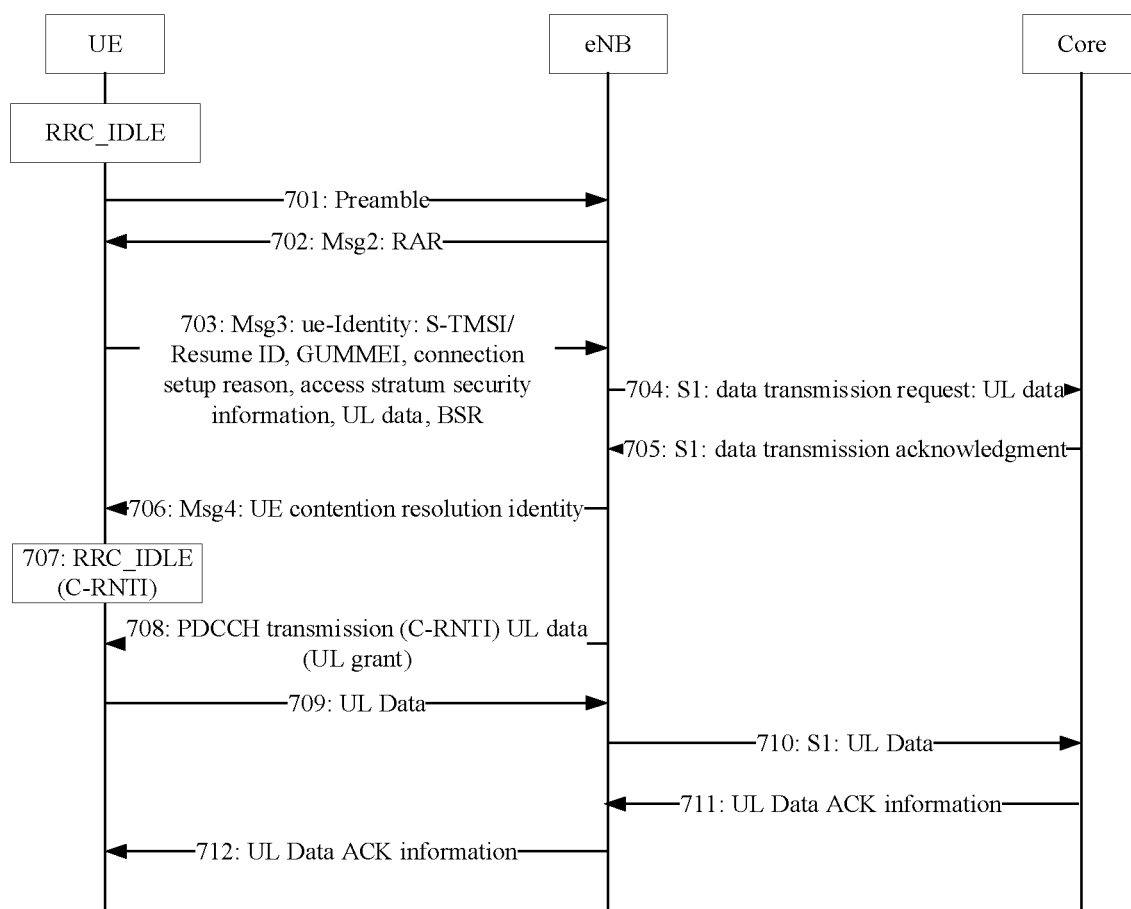 UE
eNB
Core
RRC_IDLE
701: Preamble
702: Msg2: RAR
703: Msg3: ue-Identity: S-TMSI/
Resume ID, GUMMEI, connection
setup reason, access stratum security
information, UL data, BSR
704: S1: data transmission request: UL data
705: S1: data transmission acknowledgment
706: Msg4: UE contention resolution identity
707: RRC_IDLE
(C-RNTI)
708: PDCCH transmission (C-RNTI) UL data
(UL grant)
709: UL Data
710: S1: UL Data
711: UL Data ACK information
712: UL Data ACK information